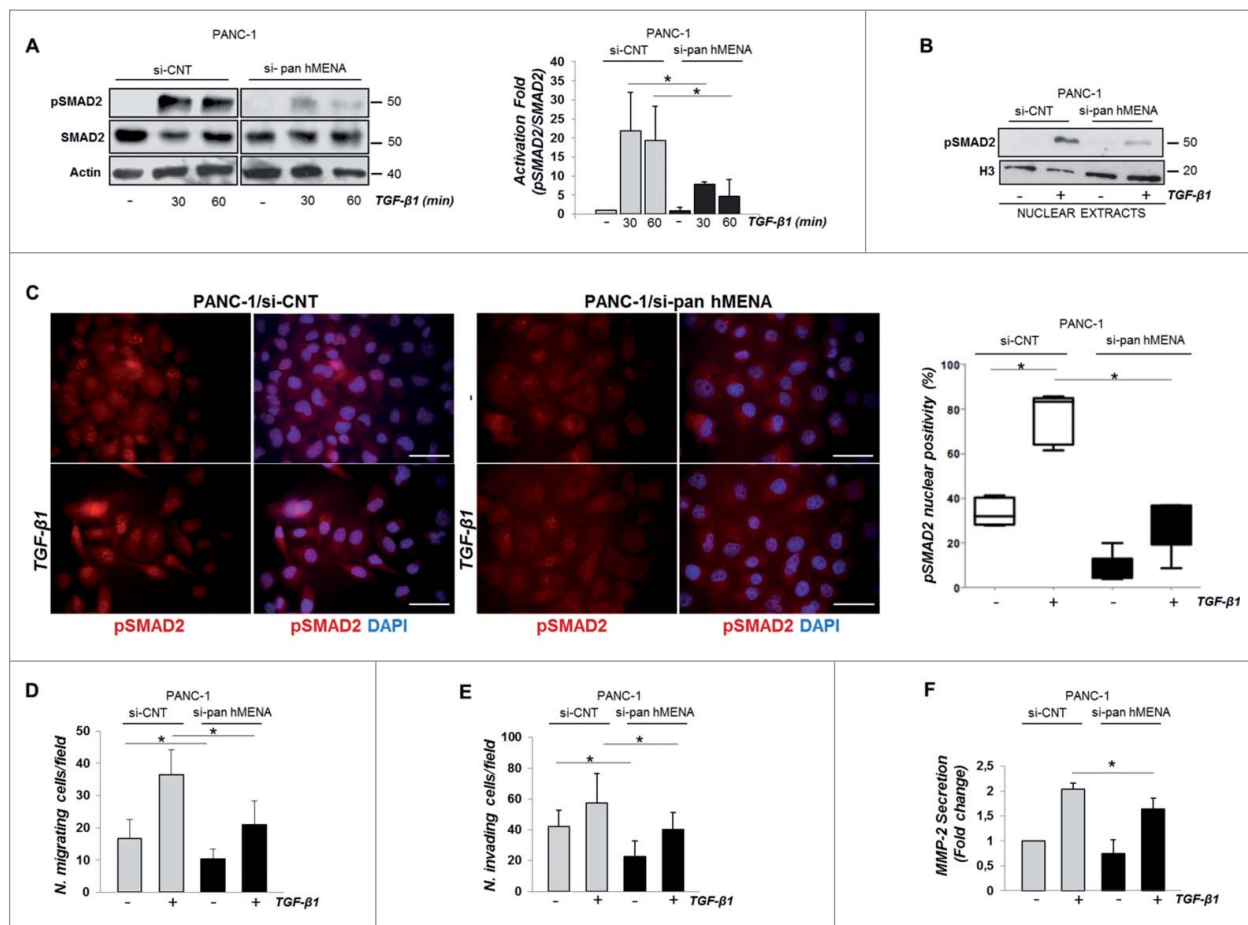 A
PANC-1
si-CNT
si- pan hMENA
pSMAD2
50
SMAD2
50
Actin
40
-
30
60
-
30
60
TGF-β1 (min)
PANC-1
si-CNT
si-pan hMENA
Activation Fold
(pSMAD2/SMAD2)
40
35
30
25
20
15
10
5
0
*
*
-
30
60
-
30
60
TGF-β1 (min)
B
PANC-1
si-CNT
si-pan hMENA
pSMAD2
50
H3
20
-
+
-
+
TGF-β1
NUCLEAR EXTRACTS
C
PANC-1/si-CNT
PANC-1/si-pan hMENA
-
TGF-β1
TGF-β1
pSMAD2
pSMAD2 DAPI
pSMAD2
pSMAD2 DAPI
PANC-1
si-CNT
si-pan hMENA
pSMAD2 nuclear positivity (%)
100
80
60
40
20
0
*
*
-
+
-
+
TGF-β1
D
PANC-1
si-CNT
si-pan hMENA
N. migrating cells/field
50
40
30
20
10
0
*
*
-
+
-
+
TGF-β1
E
PANC-1
si-CNT
si-pan hMENA
N. invading cells/field
100
80
60
40
20
0
*
*
-
+
-
+
TGF-β1
F
PANC-1
si-CNT
si-pan hMENA
MMP-2 Secretion
(Fold change)
2,5
2
1,5
1
0,5
0
*
-
+
-
+
TGF-β1